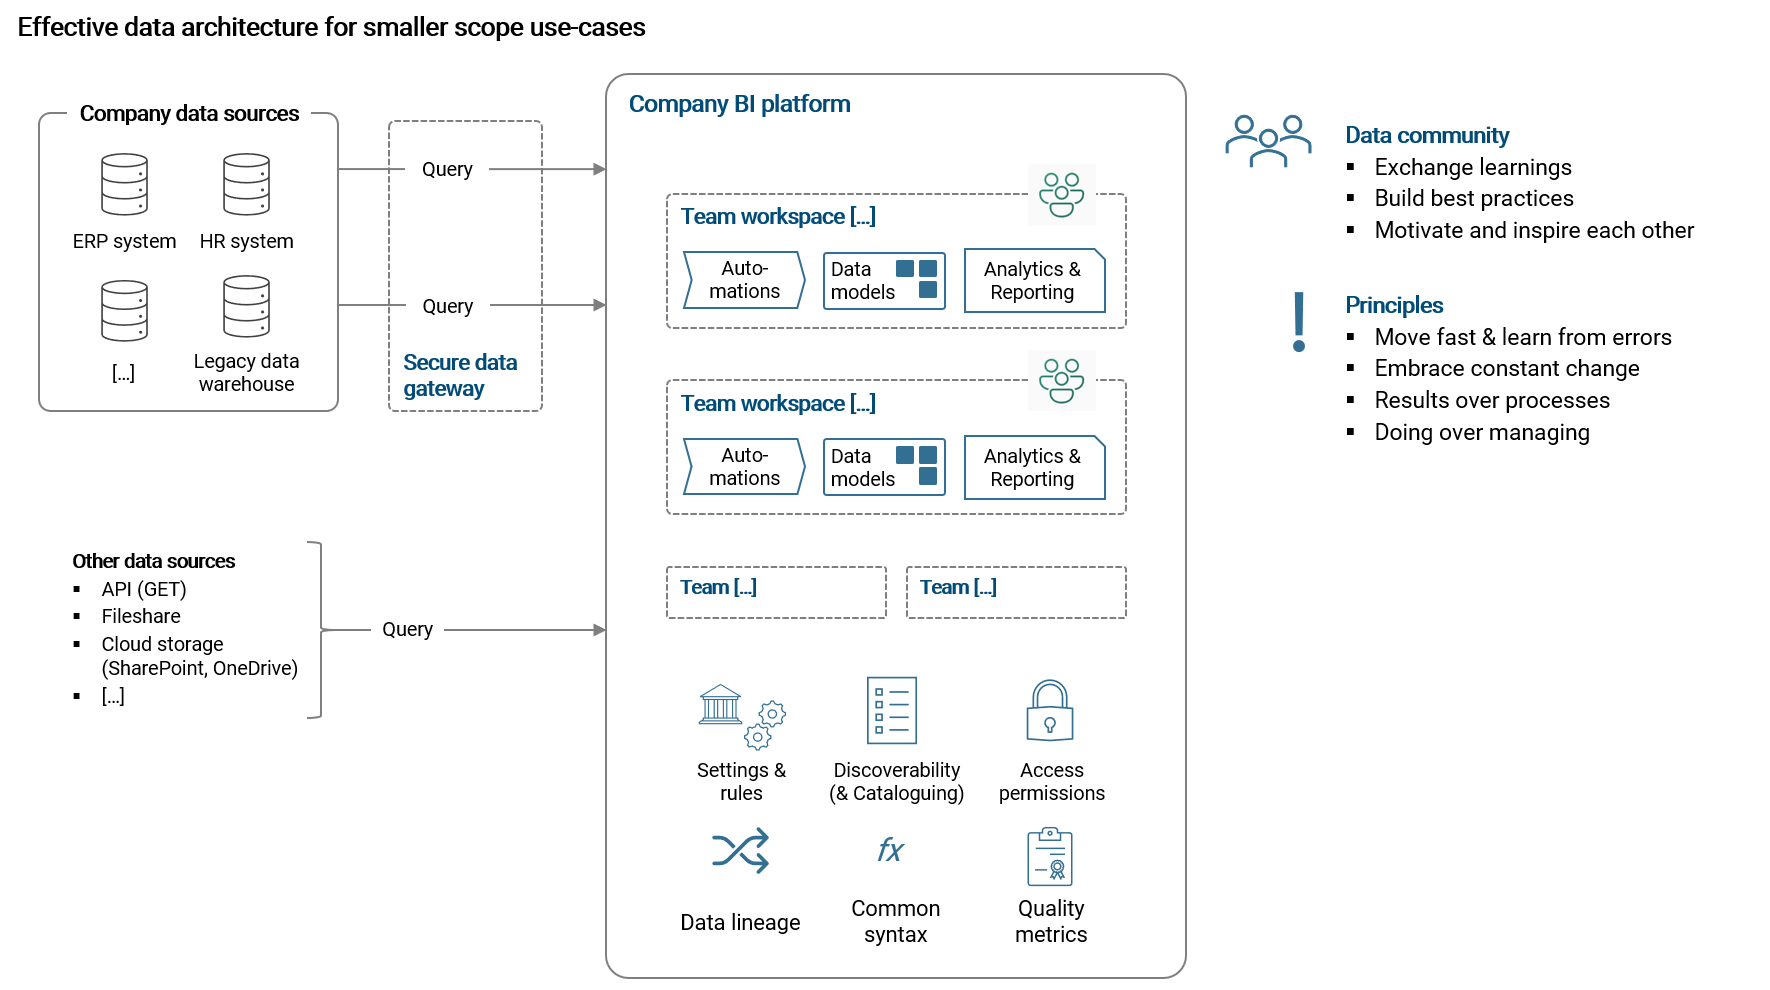 Effective data architecture for smaller scope use-cases
Company data sources
ERP system
HR system
[...]
Legacy data
warehouse
Query
Query
Secure data
gateway
Other data sources
▪ API (GET)
▪ Fileshare
▪ Cloud storage
(SharePoint, OneDrive)
▪ [...]
Query
Company BI platform
Team workspace [...]
Auto-
mations
Data
models
Analytics &
Reporting
Team workspace [...]
Auto-
mations
Data
models
Analytics &
Reporting
Team [...]
Team [...]
Settings &
rules
Discoverability
(& Cataloguing)
Access
permissions
Data lineage
fx
Common
syntax
Quality
metrics
Data community
▪ Exchange learnings
▪ Build best practices
▪ Motivate and inspire each other
Principles
▪ Move fast & learn from errors
▪ Embrace constant change
▪ Results over processes
▪ Doing over managing